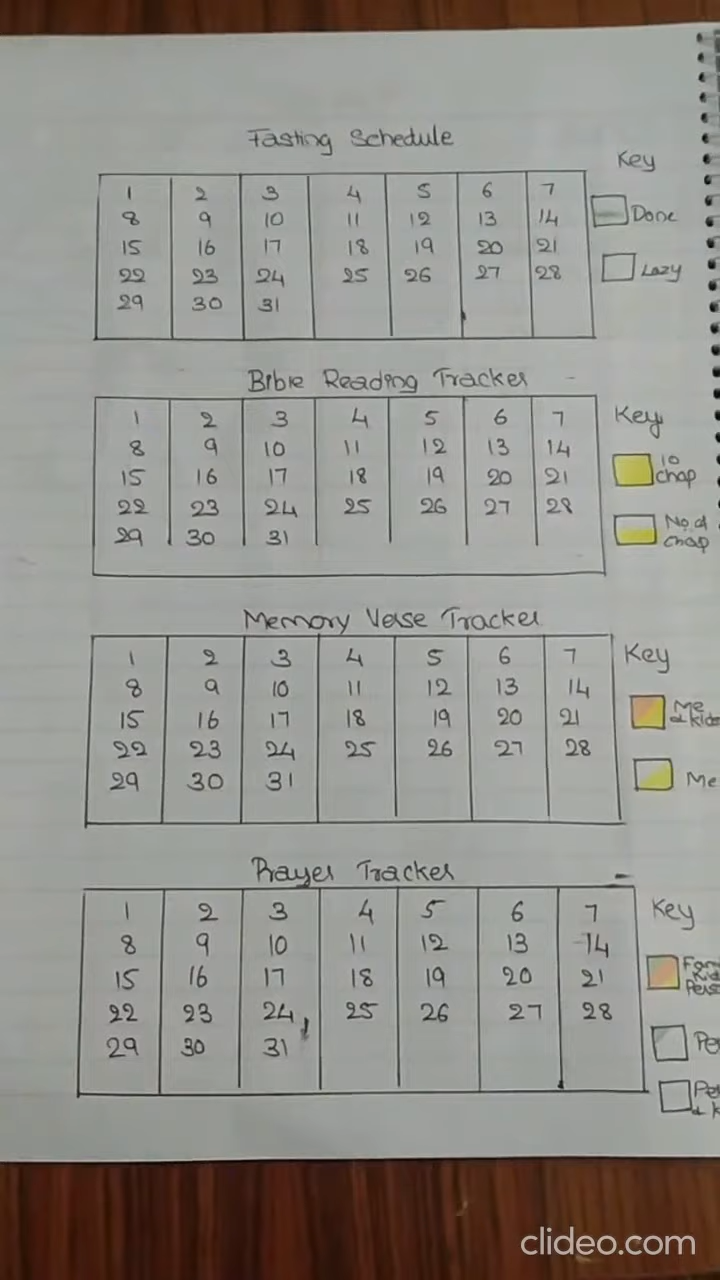 Fasting Schedule
Key
1 2 3 4 5 6 7
8 9 10 11 12 13 14
Done
15 16 17 18 19 20 21
22 23 24 25 26 27 28
Lazy
29 30 31
Bible Reading Tracker
Key
1 2 3 4 5 6 7
8 9 10 11 12 13 14
10
chap
15 16 17 18 19 20 21
22 23 24 25 26 27 28
No. of
chap
29 30 31
Memory Verse Tracker
Key
1 2 3 4 5 6 7
8 9 10 11 12 13 14
Me
& kids
15 16 17 18 19 20 21
22 23 24 25 26 27 28
Me
29 30 31
Prayer Tracker
Key
1 2 3 4 5 6 7
8 9 10 11 12 13 14
Fam
Kid
Perso
15 16 17 18 19 20 21
22 23 24 25 26 27 28
Pe
29 30 31
Pe
& k
clideo.com